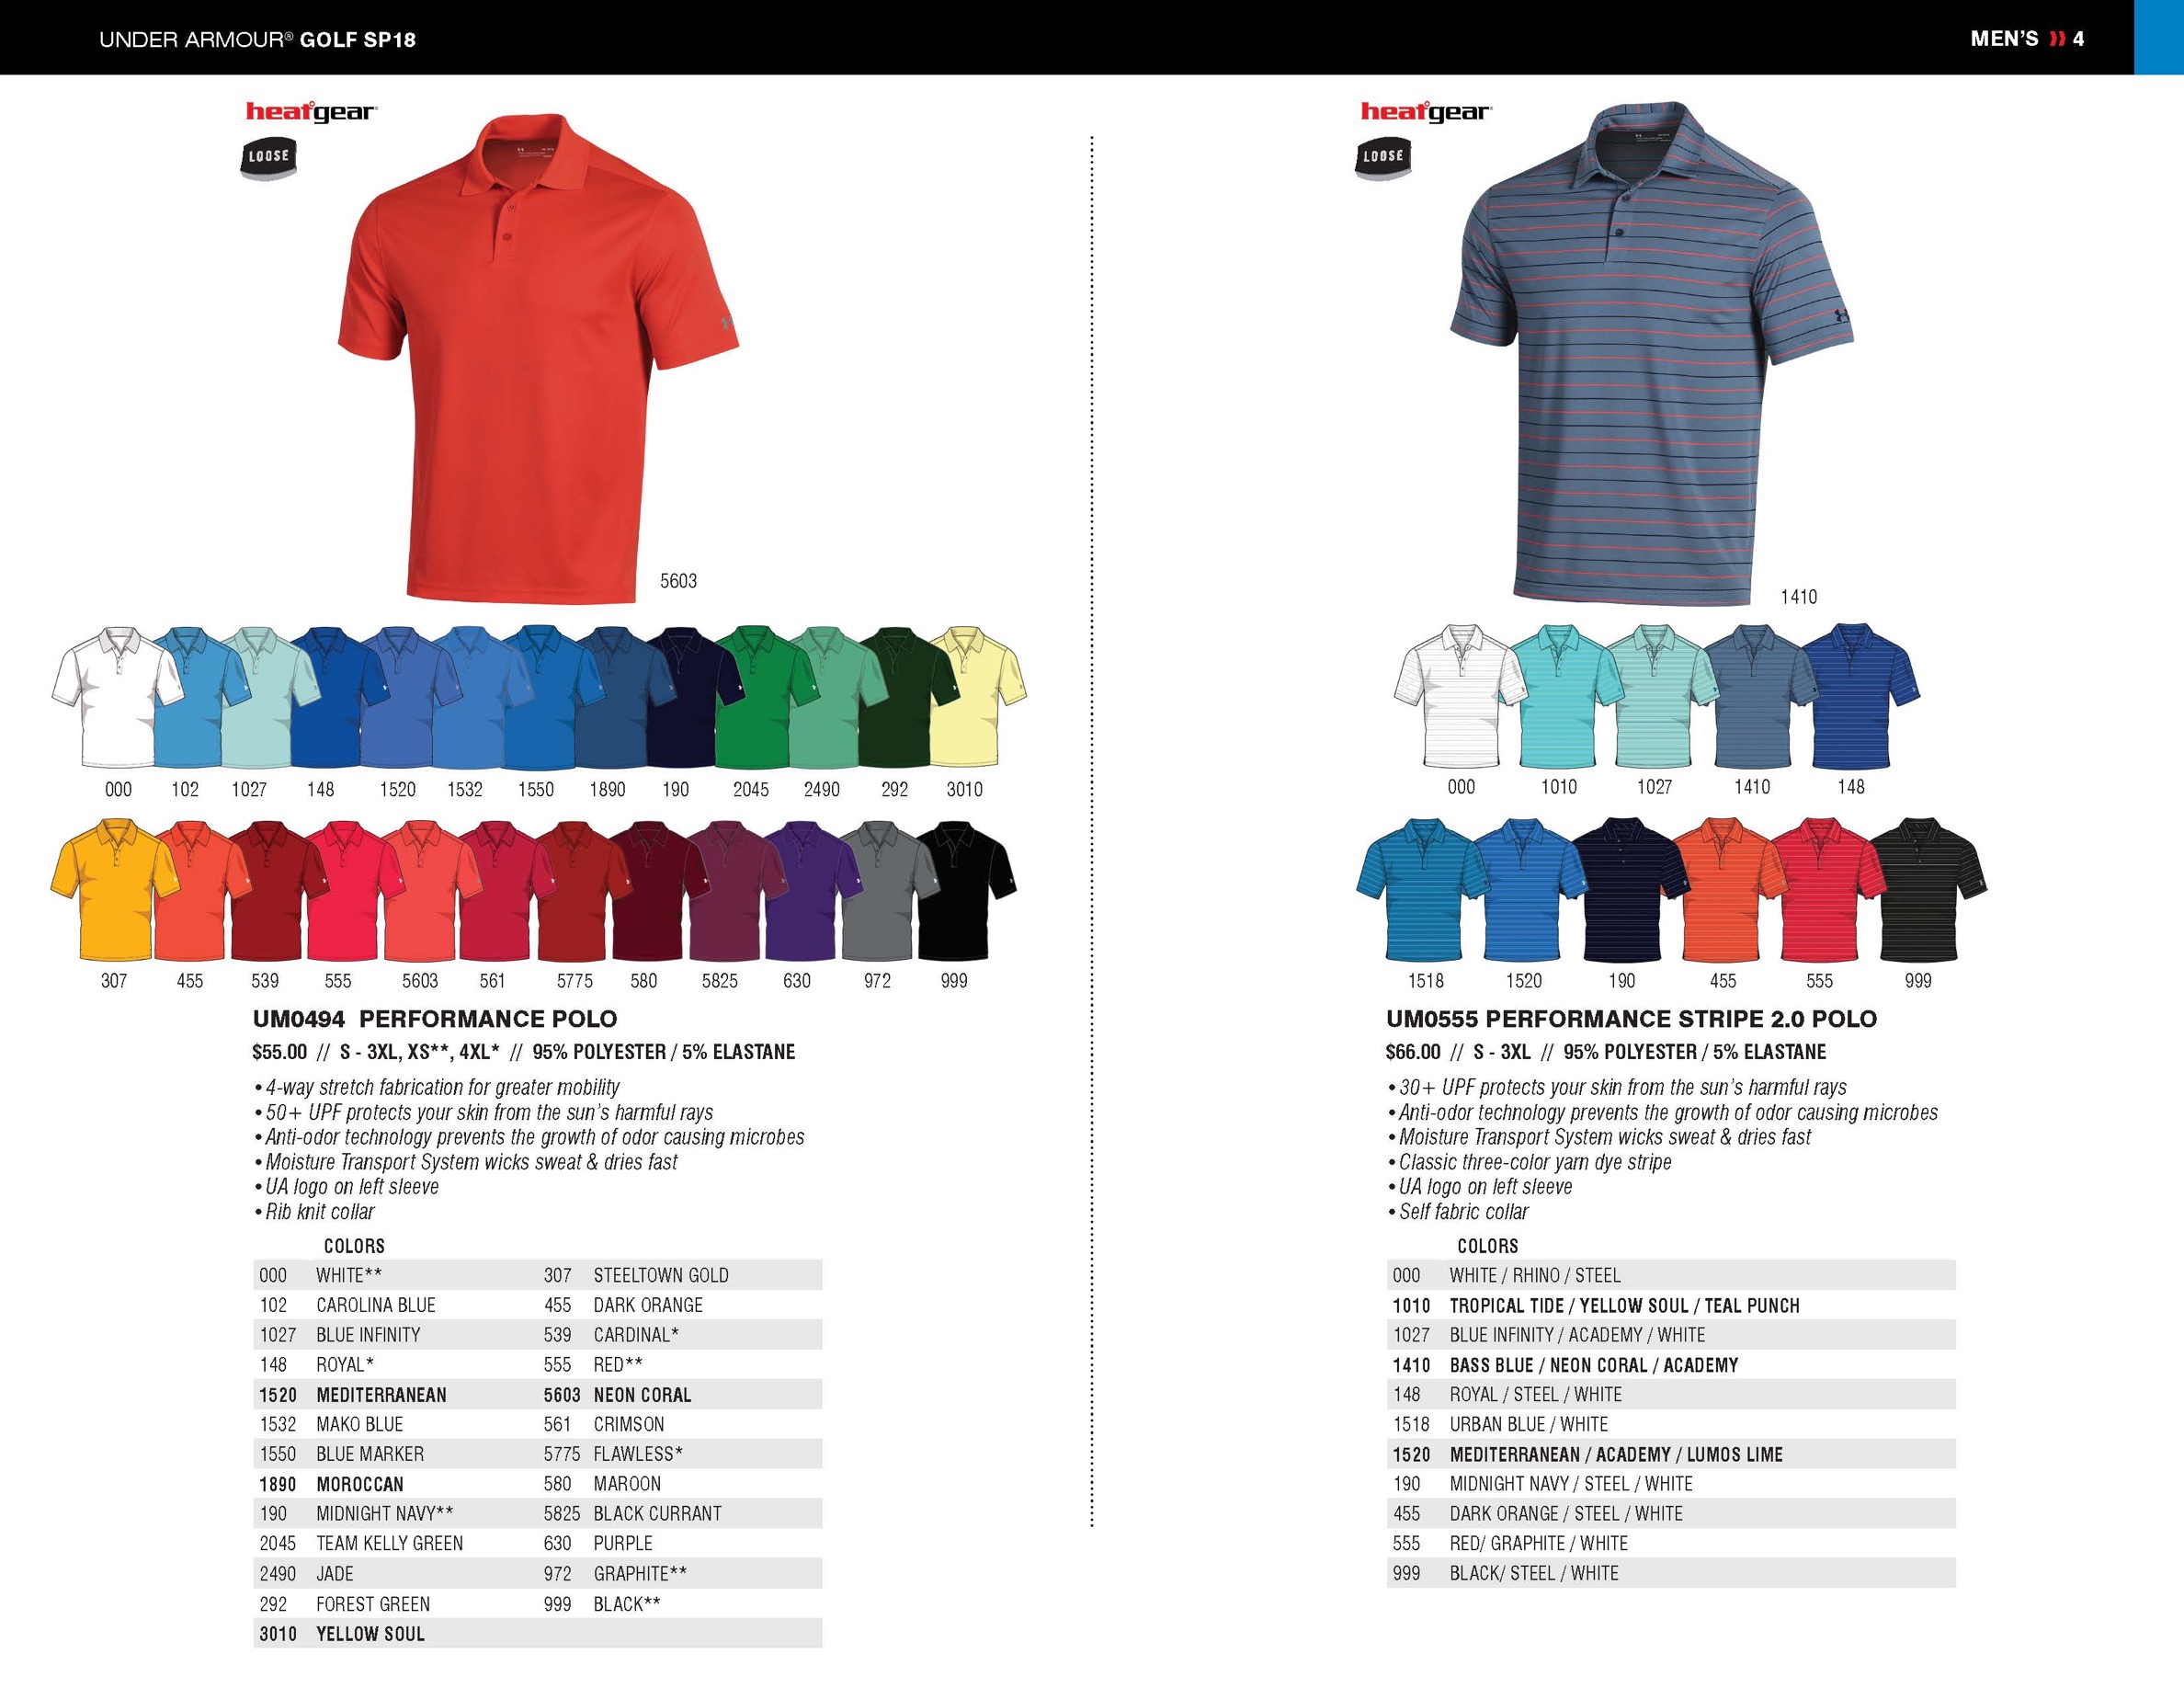 UNDER ARMOUR® GOLF SP18
MEN'S 4
heatgear®
LOOSE
5603
000 102 1027 148 1520 1532 1550 1890 190 2045 2490 292 3010
307 455 539 555 5603 561 5775 580 5825 630 972 999
UM0494 PERFORMANCE POLO
$55.00 // S - 3XL, XS**, 4XL* // 95% POLYESTER / 5% ELASTANE
• 4-way stretch fabrication for greater mobility
• 50+ UPF protects your skin from the sun's harmful rays
• Anti-odor technology prevents the growth of odor causing microbes
• Moisture Transport System wicks sweat & dries fast
• UA logo on left sleeve
• Rib knit collar
COLORS
000 WHITE** 307 STEELTOWN GOLD
102 CAROLINA BLUE 455 DARK ORANGE
1027 BLUE INFINITY 539 CARDINAL*
148 ROYAL* 555 RED**
1520 MEDITERRANEAN 5603 NEON CORAL
1532 MAKO BLUE 561 CRIMSON
1550 BLUE MARKER 5775 FLAWLESS*
1890 MOROCCAN 580 MAROON
190 MIDNIGHT NAVY** 5825 BLACK CURRANT
2045 TEAM KELLY GREEN 630 PURPLE
2490 JADE 972 GRAPHITE**
292 FOREST GREEN 999 BLACK**
3010 YELLOW SOUL
heatgear®
LOOSE
1410
000 1010 1027 1410 148
1518 1520 190 455 555 999
UM0555 PERFORMANCE STRIPE 2.0 POLO
$66.00 // S - 3XL // 95% POLYESTER / 5% ELASTANE
• 30+ UPF protects your skin from the sun's harmful rays
• Anti-odor technology prevents the growth of odor causing microbes
• Moisture Transport System wicks sweat & dries fast
• Classic three-color yarn dye stripe
• UA logo on left sleeve
• Self fabric collar
COLORS
000 WHITE / RHINO / STEEL
1010 TROPICAL TIDE / YELLOW SOUL / TEAL PUNCH
1027 BLUE INFINITY / ACADEMY / WHITE
1410 BASS BLUE / NEON CORAL / ACADEMY
148 ROYAL / STEEL / WHITE
1518 URBAN BLUE / WHITE
1520 MEDITERRANEAN / ACADEMY / LUMOS LIME
190 MIDNIGHT NAVY / STEEL / WHITE
455 DARK ORANGE / STEEL / WHITE
555 RED/ GRAPHITE / WHITE
999 BLACK/ STEEL / WHITE